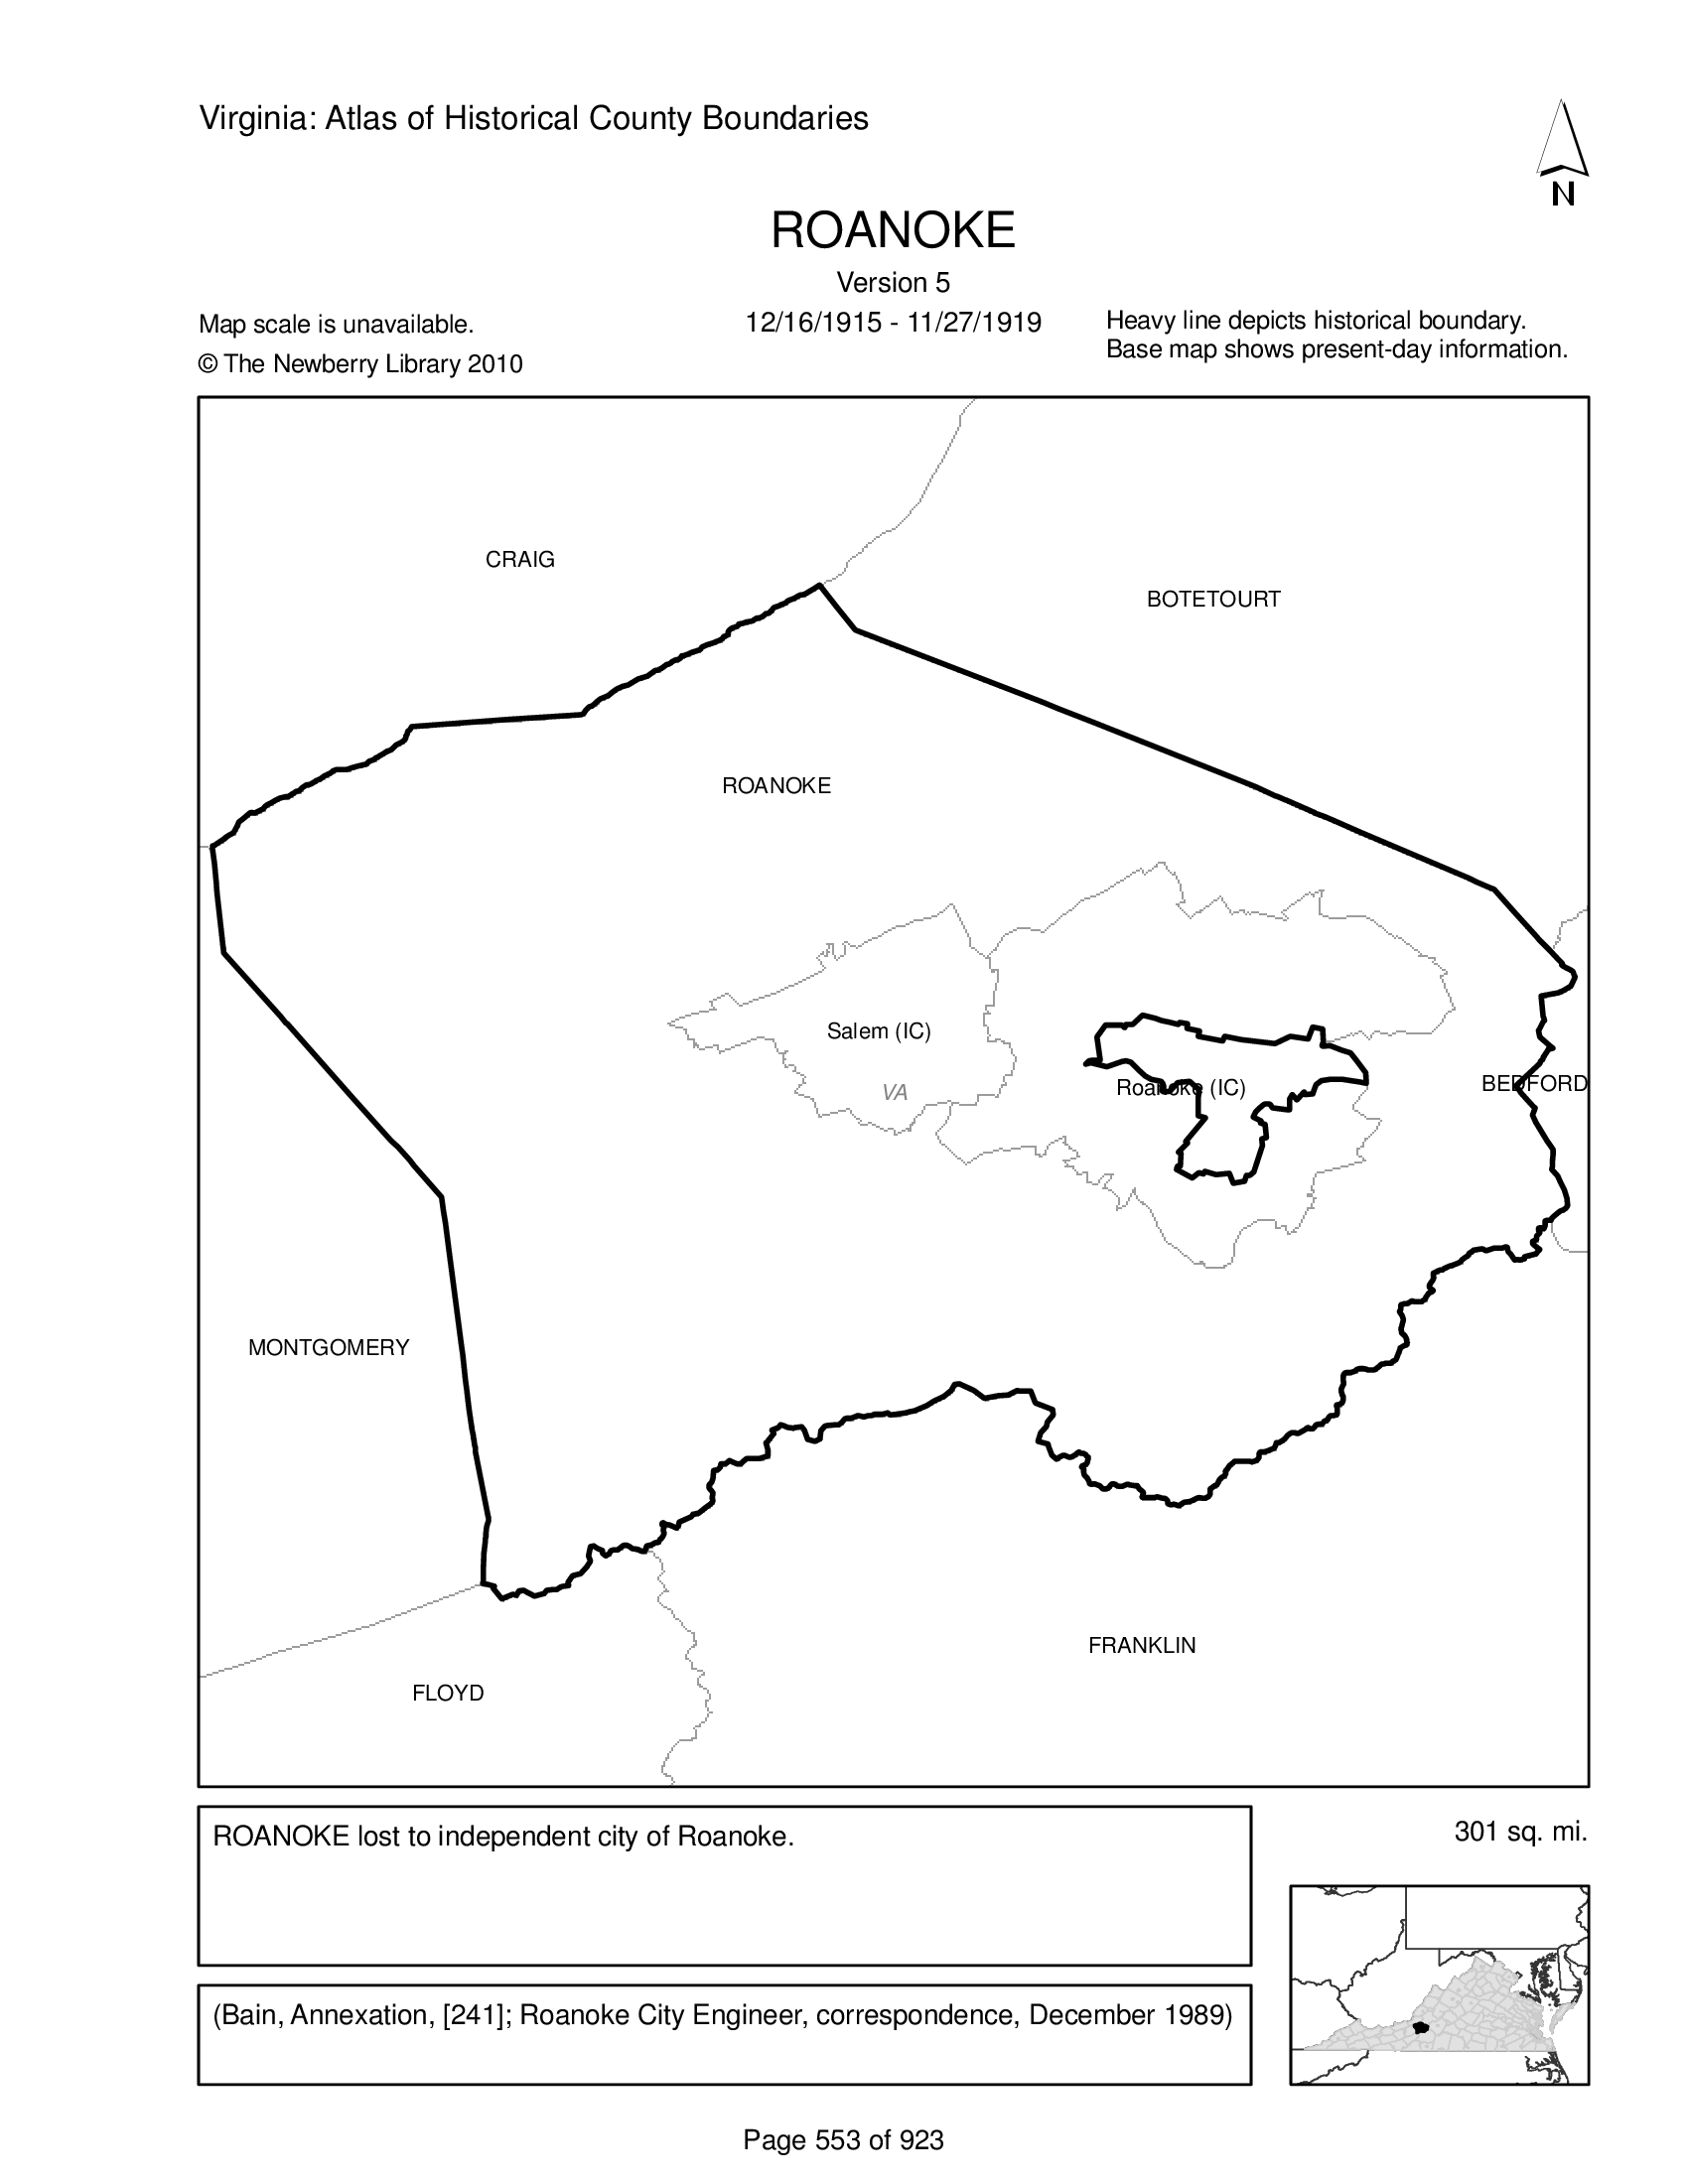 Virginia: Atlas of Historical County Boundaries
N
ROANOKE
Version 5
12/16/1915 - 11/27/1919
Map scale is unavailable.
© The Newberry Library 2010
Heavy line depicts historical boundary.
Base map shows present-day information.
CRAIG
BOTETOURT
ROANOKE
Salem (IC)
VA
Roanoke (IC)
BEDFORD
MONTGOMERY
FRANKLIN
FLOYD
ROANOKE lost to independent city of Roanoke.
301 sq. mi.
(Bain, Annexation, [241]; Roanoke City Engineer, correspondence, December 1989)
Page 553 of 923